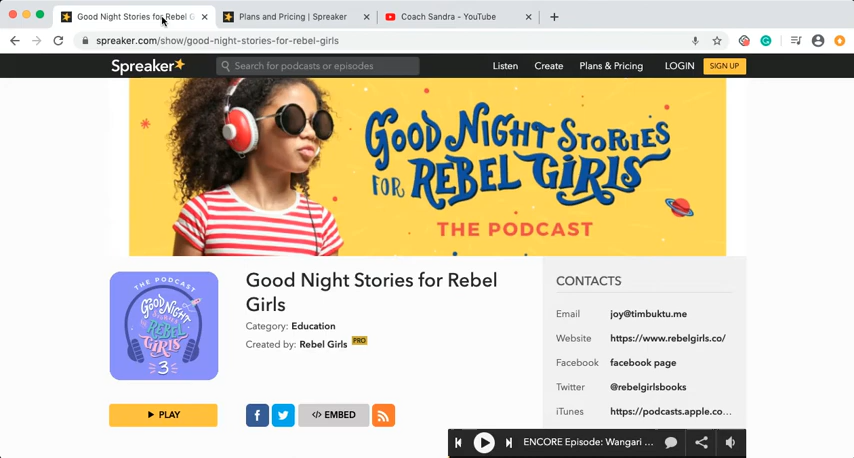 Good Night Stories for Rebel G
Plans and Pricing | Spreaker
Coach Sandra - YouTube
spreaker.com/show/good-night-stories-for-rebel-girls
Spreaker
Search for podcasts or episodes
Listen
Create
Plans & Pricing
LOGIN
SIGN UP
GOOD NIGHT STORIES
FOR REBEL GIRLS
THE PODCAST
THE PODCAST
GOOD NIGHT
STORIES
FOR
REBEL
GIRLS
3
Good Night Stories for Rebel
Girls
Category: Education
Created by: Rebel Girls PRO
PLAY
</> EMBED
CONTACTS
Email joy@timbuktu.me
Website https://www.rebelgirls.co/
Facebook facebook page
Twitter @rebelgirlsbooks
iTunes https://podcasts.apple.co...
ENCORE Episode: Wangari ...